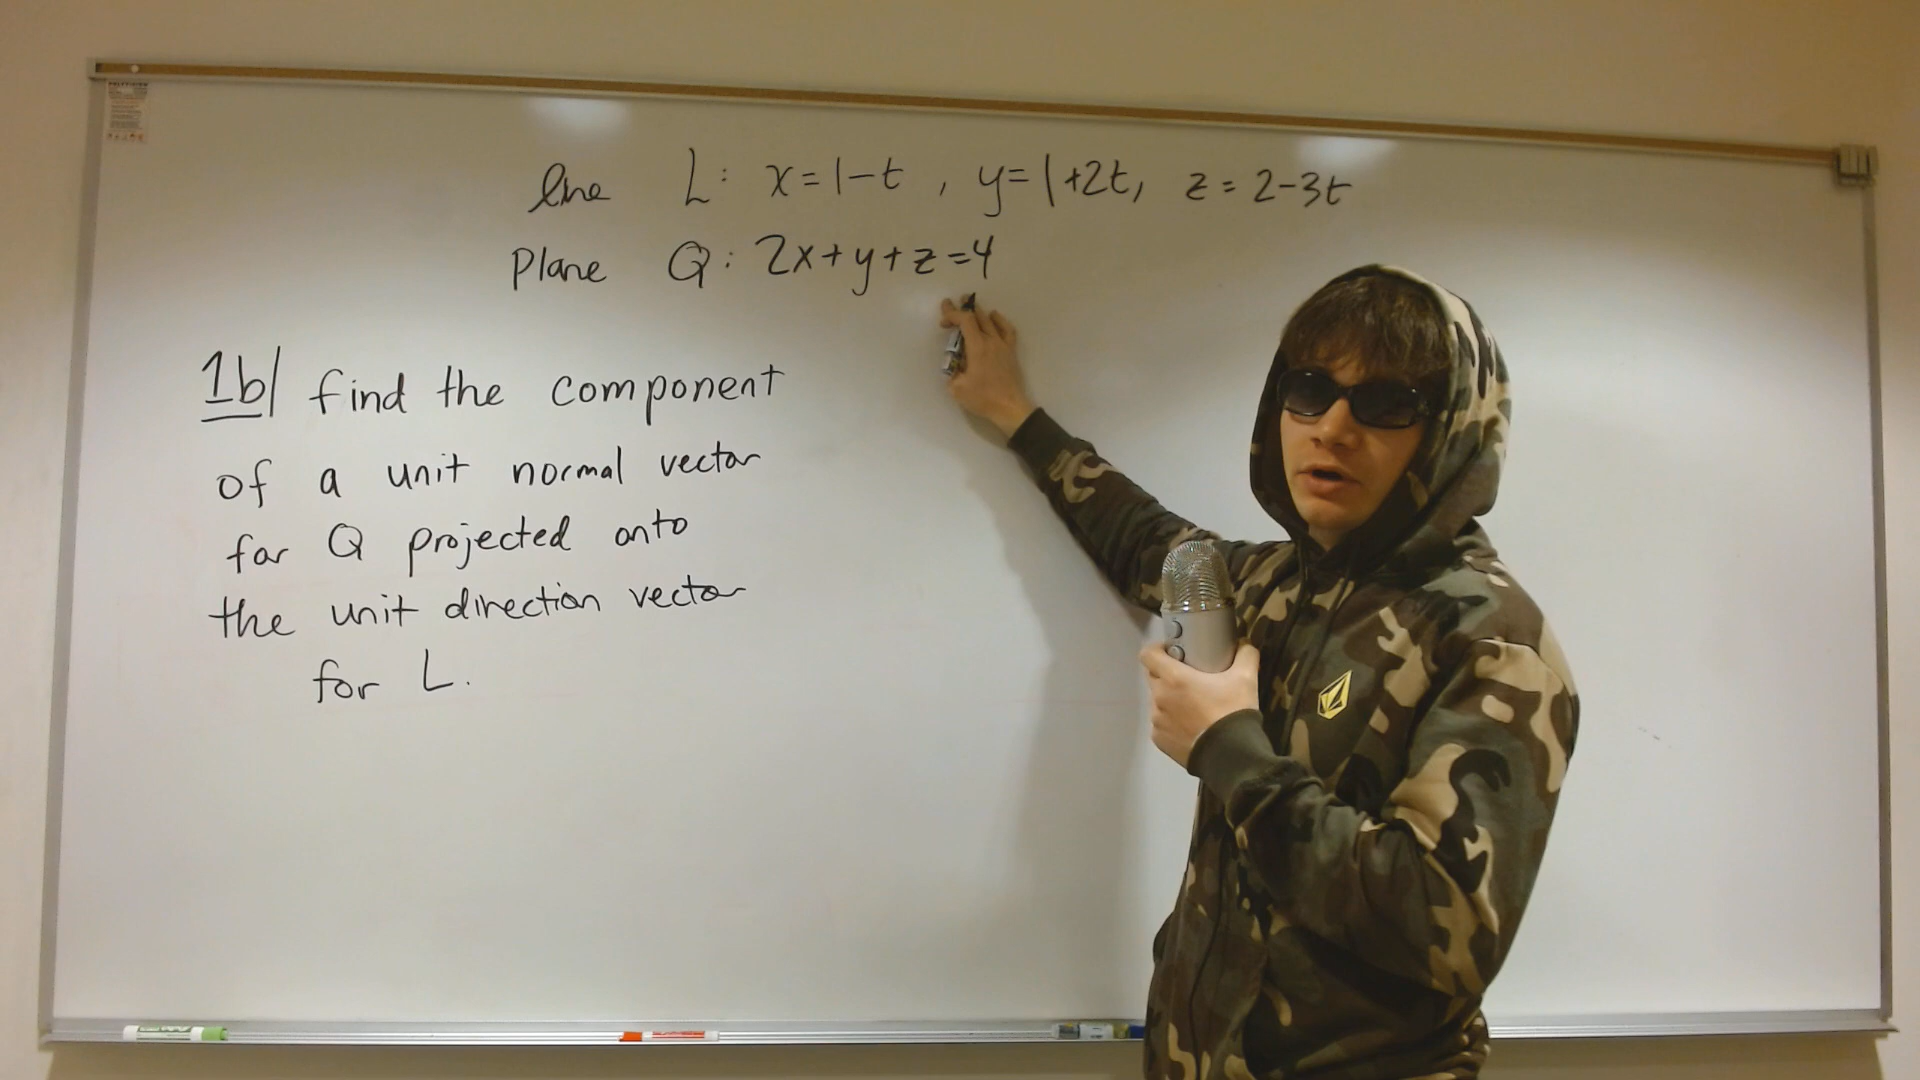 line L: x=1-t, y=1+2t, z=2-3t
Plane Q: 2x+y+z=4
1b| find the component
of a unit normal vector
for Q projected onto
the unit direction vector
for L.